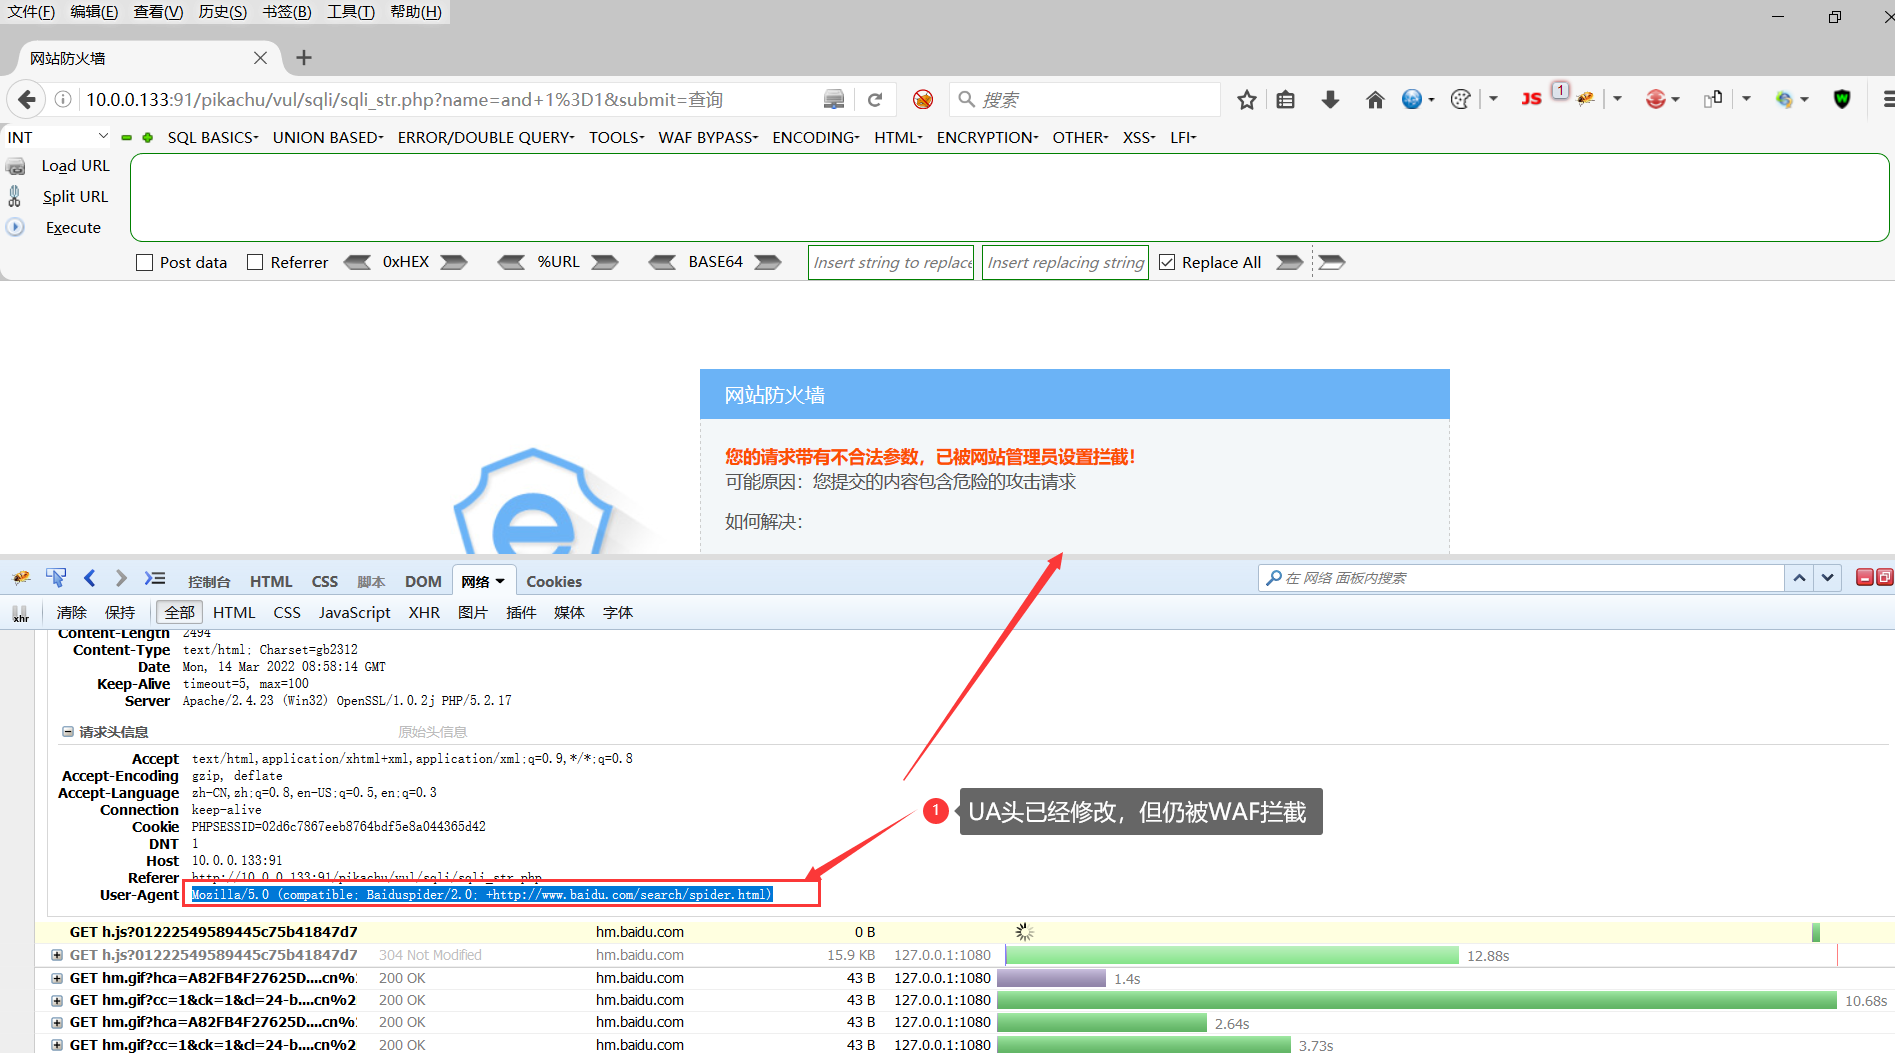 文件(F) 编辑(E) 查看(V) 历史(S) 书签(B) 工具(T) 帮助(H)
网站防火墙
10.0.0.133:91/pikachu/vul/sqli/sqli_str.php?name=and+1%3D1&submit=查询
搜索
JS 1
INT
SQL BASICS UNION BASED ERROR/DOUBLE QUERY TOOLS WAF BYPASS ENCODING HTML ENCRYPTION OTHER XSS LFI
Load URL
Split URL
Execute
Post data Referrer 0xHEX %URL BASE64 Insert string to replace Insert replacing string Replace All
网站防火墙
您的请求带有不合法参数，已被网站管理员设置拦截！
可能原因：您提交的内容包含危险的攻击请求
如何解决：
控制台 HTML CSS 脚本 DOM 网络 Cookies
在 网络 面板内搜索
xhr 清除 保持 全部 HTML CSS JavaScript XHR 图片 插件 媒体 字体
Content-Length 2494
Content-Type text/html; Charset=gb2312
Date Mon, 14 Mar 2022 08:58:14 GMT
Keep-Alive timeout=5, max=100
Server Apache/2.4.23 (Win32) OpenSSL/1.0.2j PHP/5.2.17
请求头信息 原始头信息
Accept text/html,application/xhtml+xml,application/xml;q=0.9,*/*;q=0.8
Accept-Encoding gzip, deflate
Accept-Language zh-CN,zh;q=0.8,en-US;q=0.5,en;q=0.3
Connection keep-alive
1 UA头已经修改，但仍被WAF拦截
Cookie PHPSESSID=02d6c7867eeb8764bdf5e8a044365d42
DNT 1
Host 10.0.0.133:91
Referer http://10.0.0.133:91/pikachu/vul/sqli/sqli_str.php
User-Agent Mozilla/5.0 (compatible; Baiduspider/2.0; +http://www.baidu.com/search/spider.html)
GET h.js?01222549589445c75b41847d7 hm.baidu.com 0 B
GET h.js?01222549589445c75b41847d7 304 Not Modified hm.baidu.com 15.9 KB 127.0.0.1:1080 12.88s
GET hm.gif?hca=A82FB4F27625D....cn% 200 OK hm.baidu.com 43 B 127.0.0.1:1080 1.4s
GET hm.gif?cc=1&ck=1&cl=24-b....cn%2 200 OK hm.baidu.com 43 B 127.0.0.1:1080 10.68s
GET hm.gif?hca=A82FB4F27625D....cn% 200 OK hm.baidu.com 43 B 127.0.0.1:1080 2.64s
GET hm.gif?cc=1&ck=1&cl=24-b....cn%2 200 OK hm.baidu.com 43 B 127.0.0.1:1080 3.73s